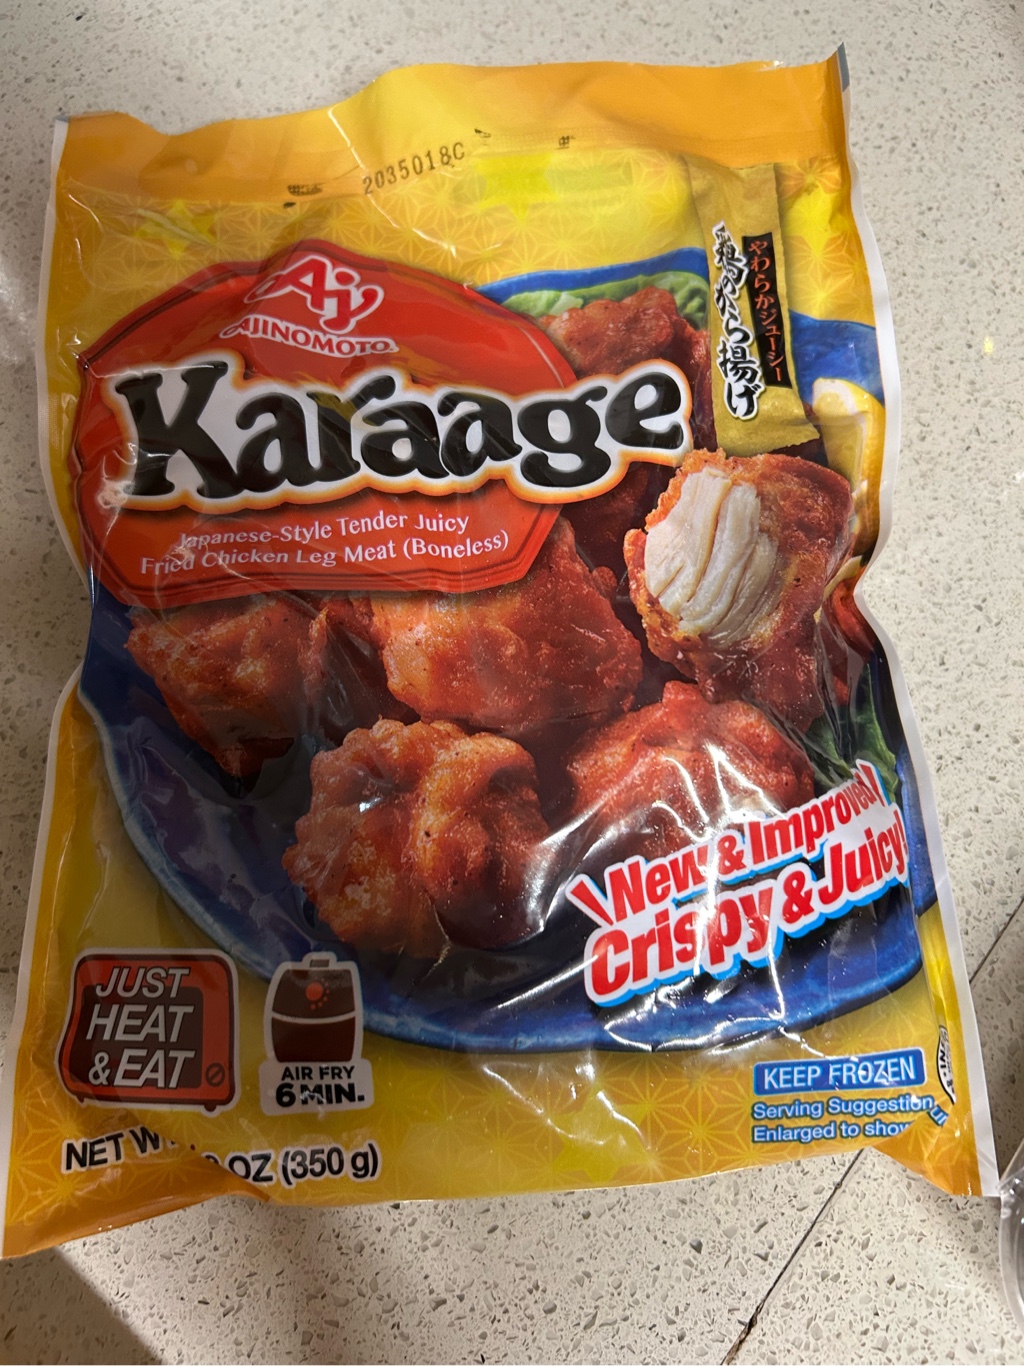 2035018C
AJINOMOTO
Karaage
Japanese-Style Tender Juicy
Fried Chicken Leg Meat (Boneless)
やわらかジューシー
鶏のから揚げ
New & Improved
Crispy & Juicy!
JUST
HEAT
& EAT
AIR FRY
6 MIN.
KEEP FROZEN
Serving Suggestion
Enlarged to
NET OZ (350 g)